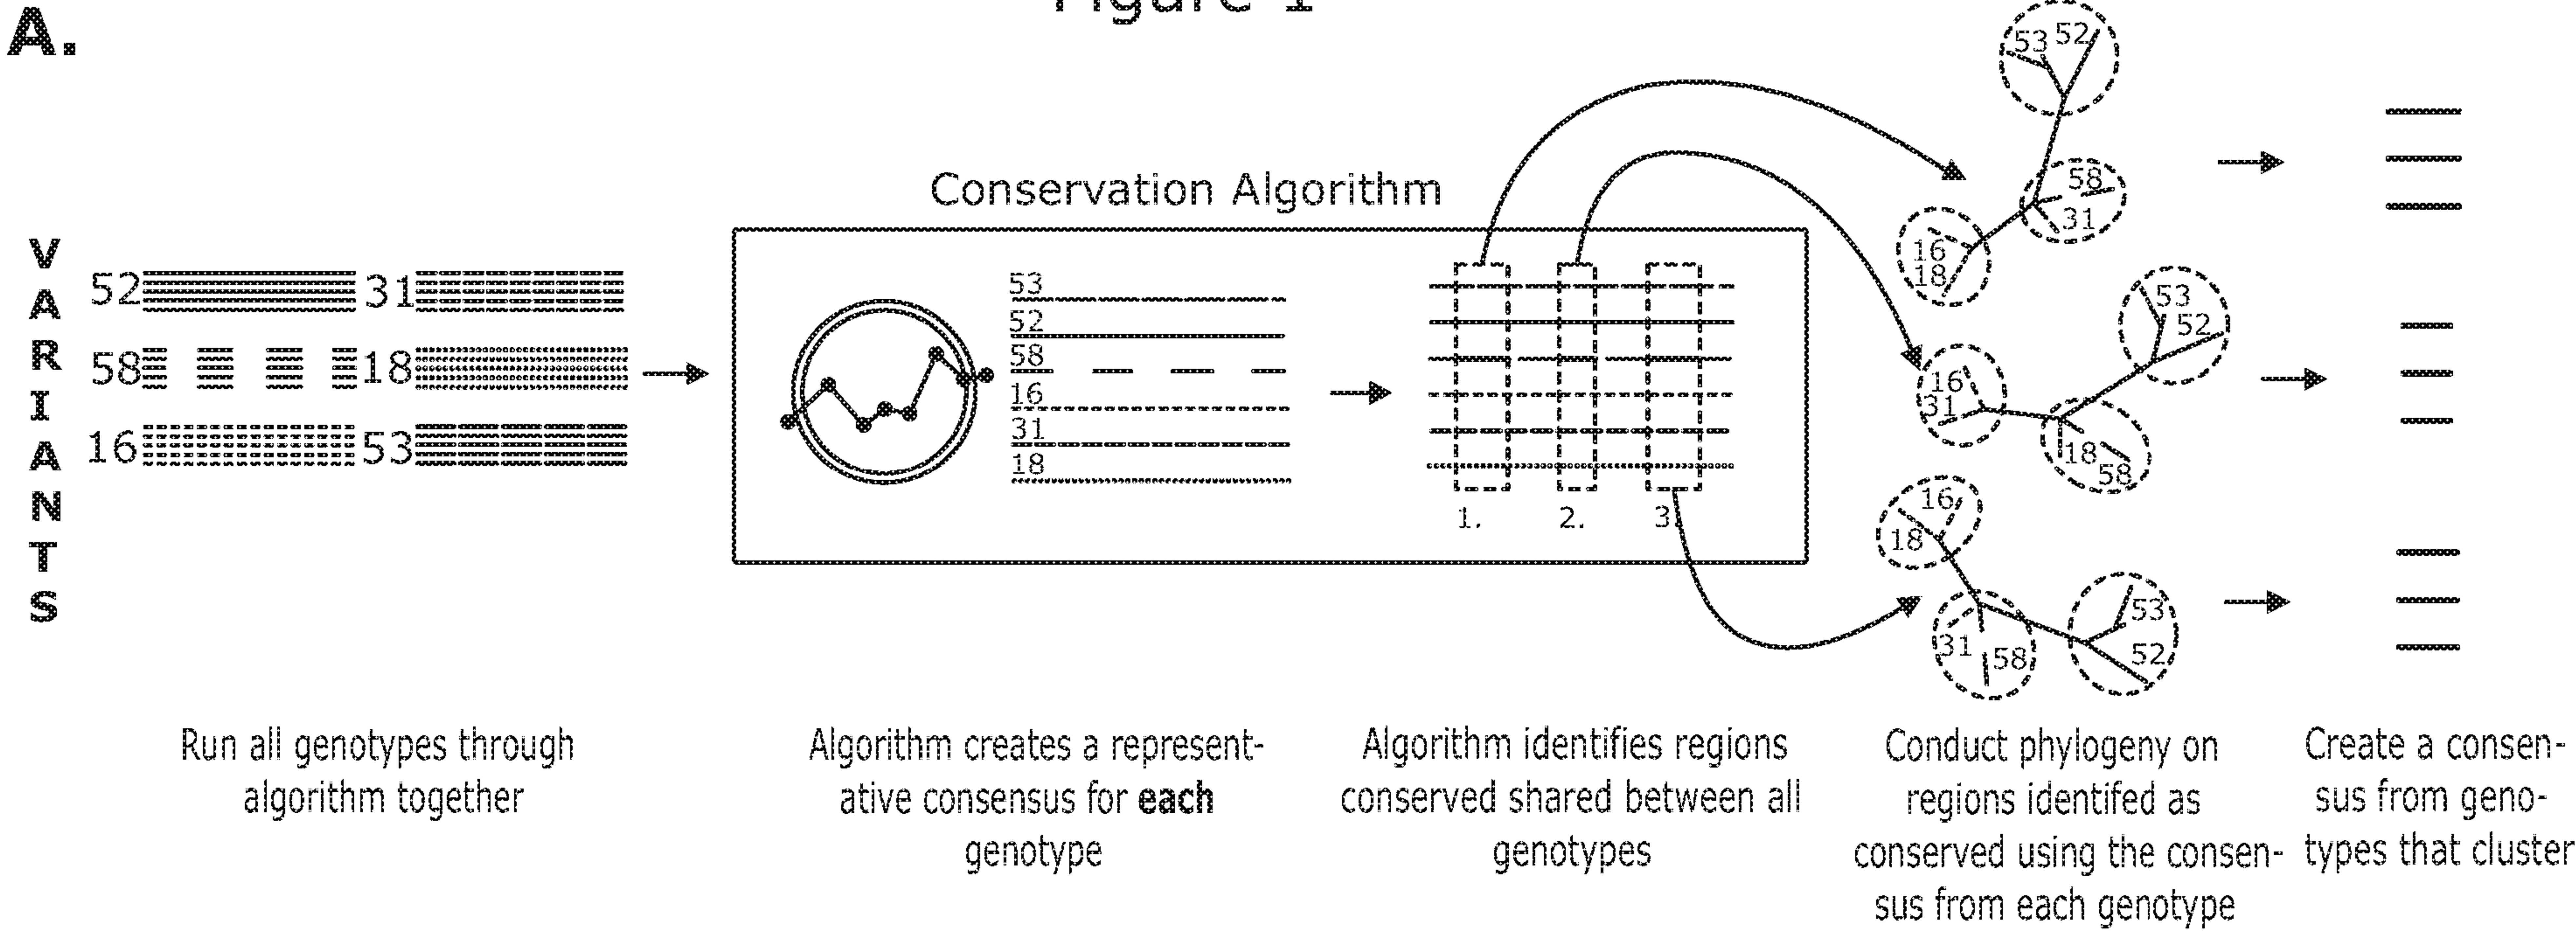 Figure 1
A.
VARIANTS
52 31
58 18
16 53
Conservation Algorithm
53
52
58
16
31
18
1. 2. 3.
53 52
58
31
16
18
53
52
16
31
18
58
16
18
31
58
53
52
Run all genotypes through
algorithm together
Algorithm creates a represent-
ative consensus for each
genotype
Algorithm identifies regions
conserved shared between all
genotypes
Conduct phylogeny on
regions identifed as
conserved using the consen-
sus from each genotype
Create a consen-
sus from geno-
types that cluster